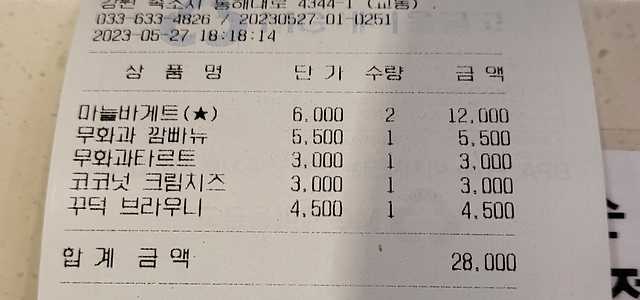 강원 속초시 동해대로 4344-1 (교동)
033-633-4826 / 20230527-01-0251
2023-05-27 18:18:14
상 품 명 단 가 수량 금 액
마늘바게트(★) 6,000 2 12,000
무화과 깜빠뉴 5,500 1 5,500
무화과타르트 3,000 1 3,000
코코넛 크림치즈 3,000 1 3,000
꾸덕 브라우니 4,500 1 4,500
합 계 금 액 28,000